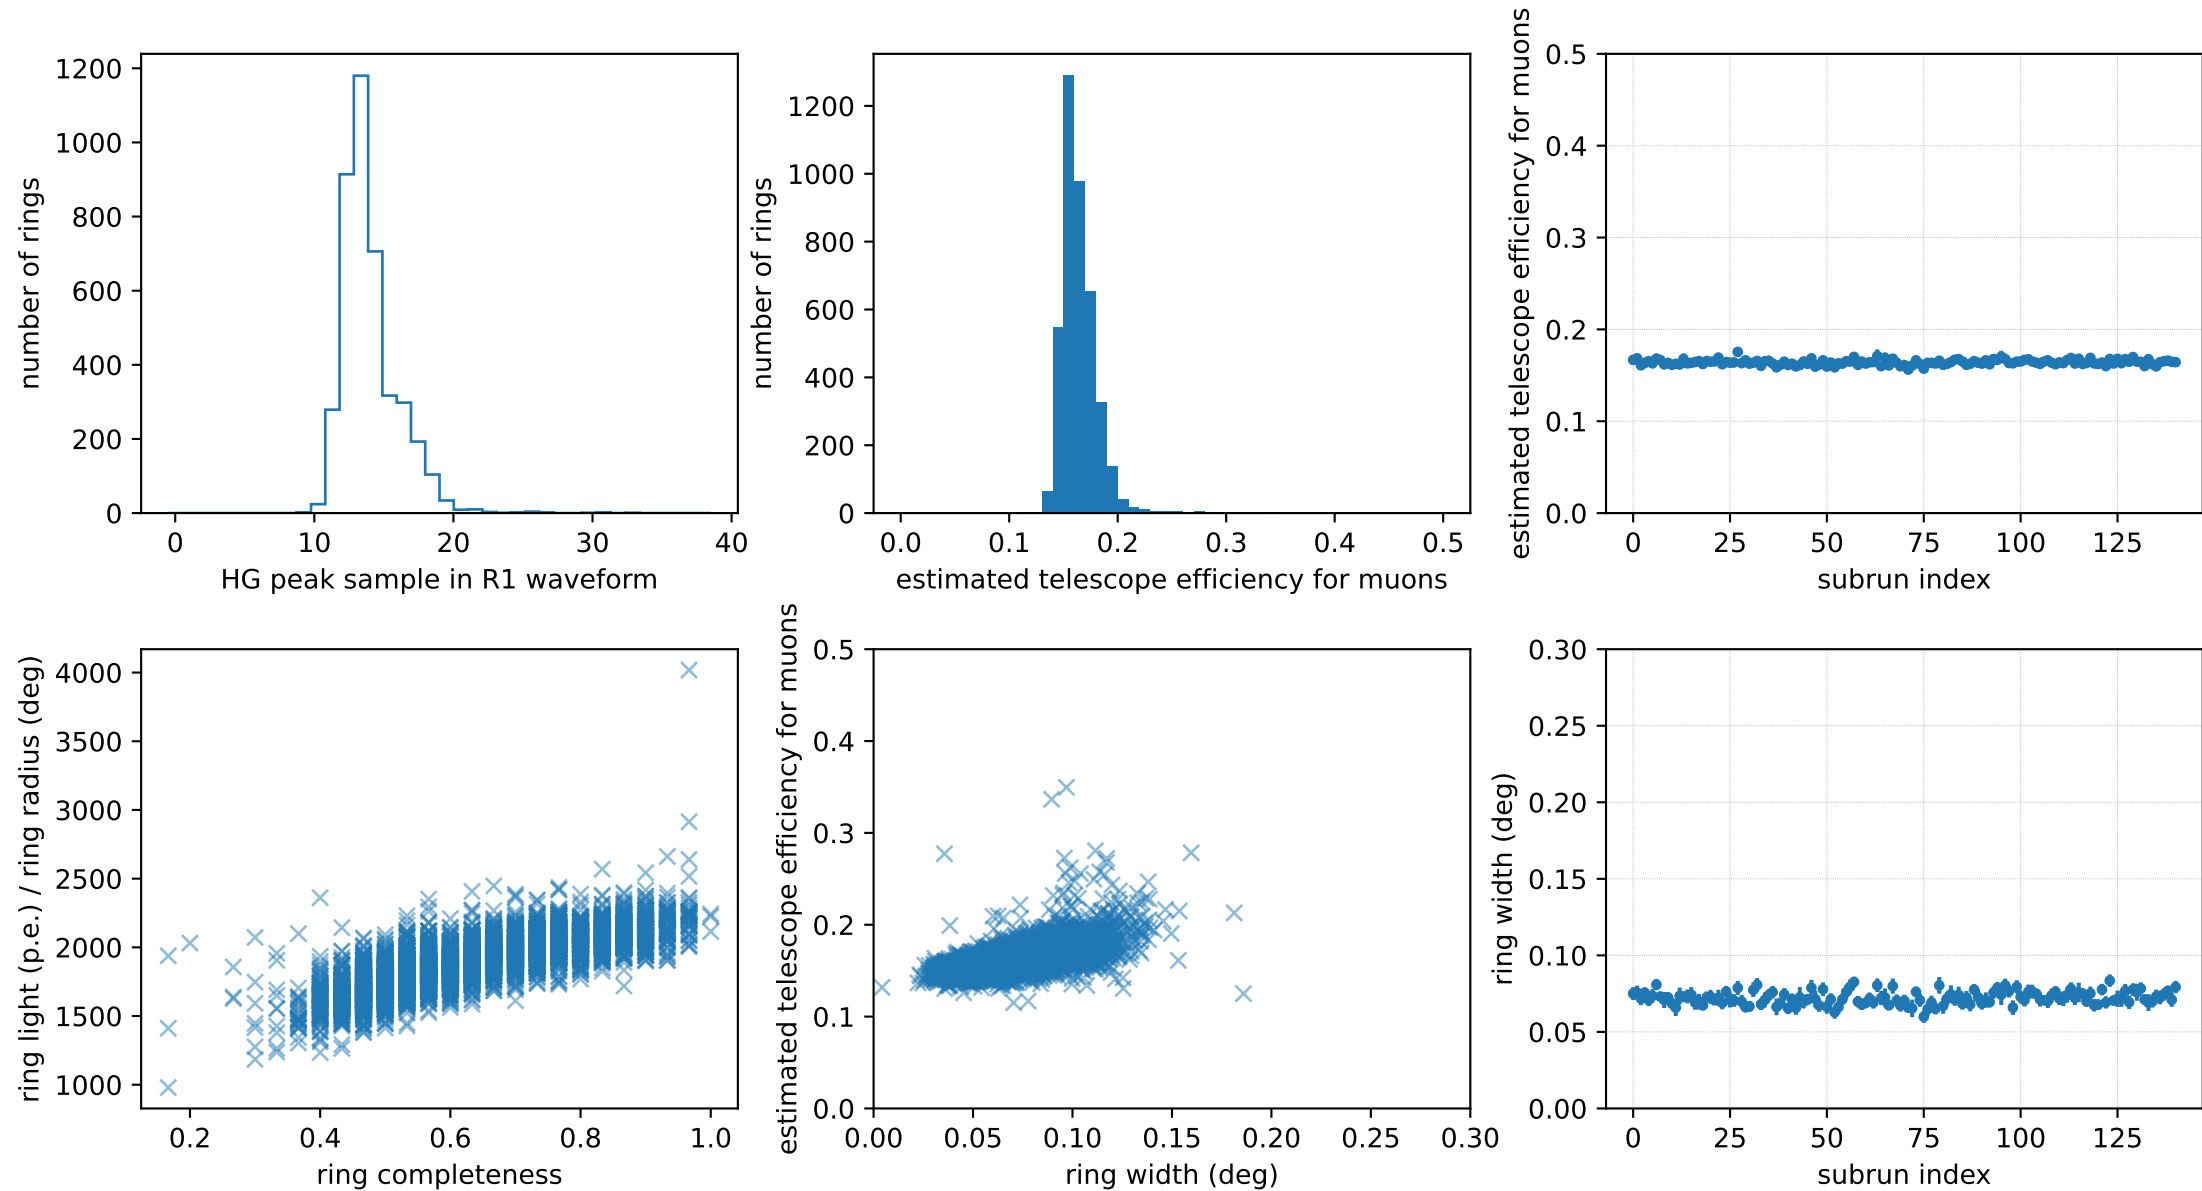 number of rings
1200
1000
800
600
400
200
0
0 10 20 30 40
HG peak sample in R1 waveform
number of rings
1200
1000
800
600
400
200
0
0.0 0.1 0.2 0.3 0.4 0.5
estimated telescope efficiency for muons
estimated telescope efficiency for muons
0.5
0.4
0.3
0.2
0.1
0.0
0 25 50 75 100 125
subrun index
ring light (p.e.) / ring radius (deg)
4000
3500
3000
2500
2000
1500
1000
0.2 0.4 0.6 0.8 1.0
ring completeness
estimated telescope efficiency for muons
0.5
0.4
0.3
0.2
0.1
0.0
0.00 0.05 0.10 0.15 0.20 0.25 0.30
ring width (deg)
ring width (deg)
0.30
0.25
0.20
0.15
0.10
0.05
0.00
0 25 50 75 100 125
subrun index